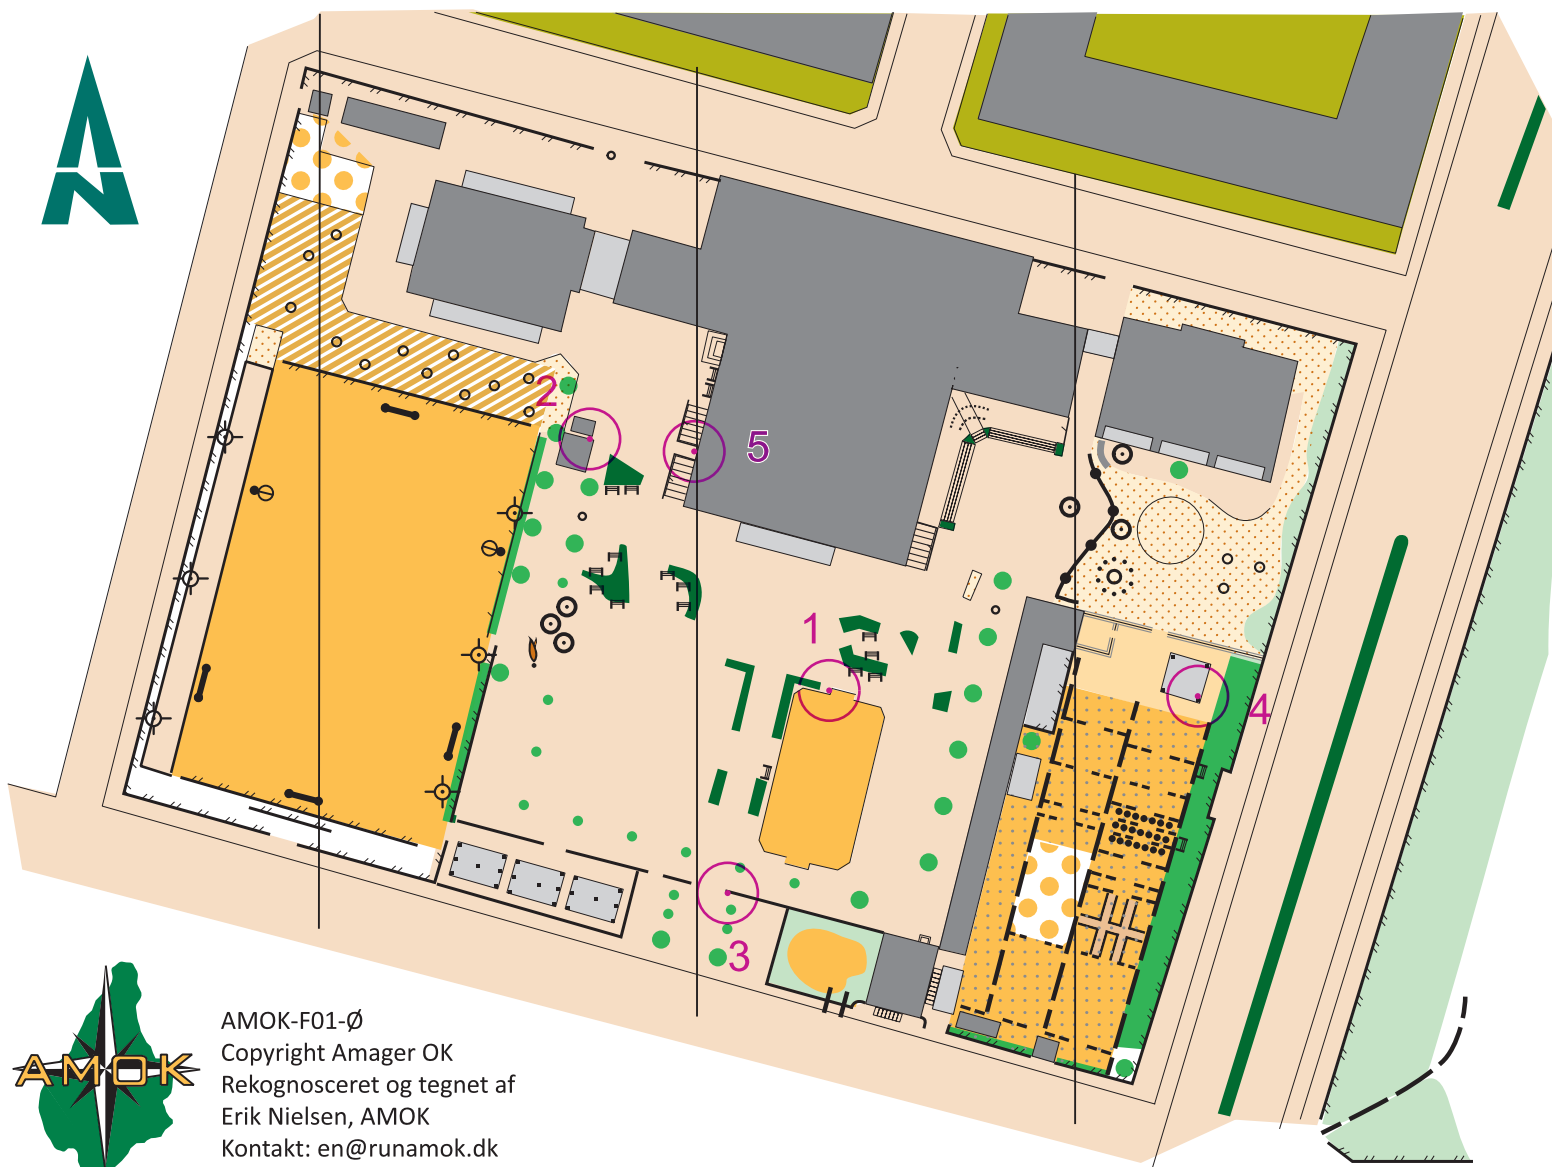 2
5
1
4
3
AMOK
AMOK-F01-Ø
Copyright Amager OK
Rekognosceret og tegnet af
Erik Nielsen, AMOK
Kontakt: en@runamok.dk